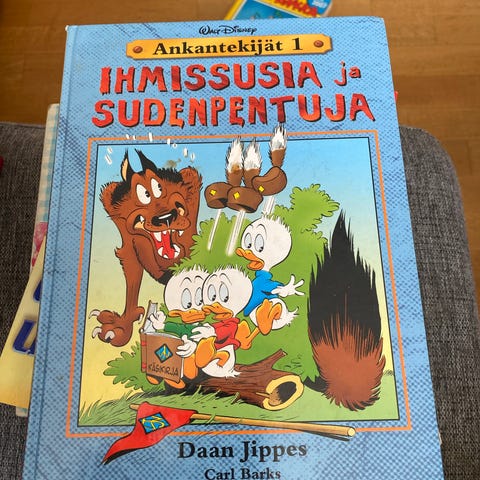 Walt Disney
Ankantekijät 1
IHMISSUSIA ja
SUDENPENTUJA
KÄSIKIRJA
Daan Jippes
Carl Barks